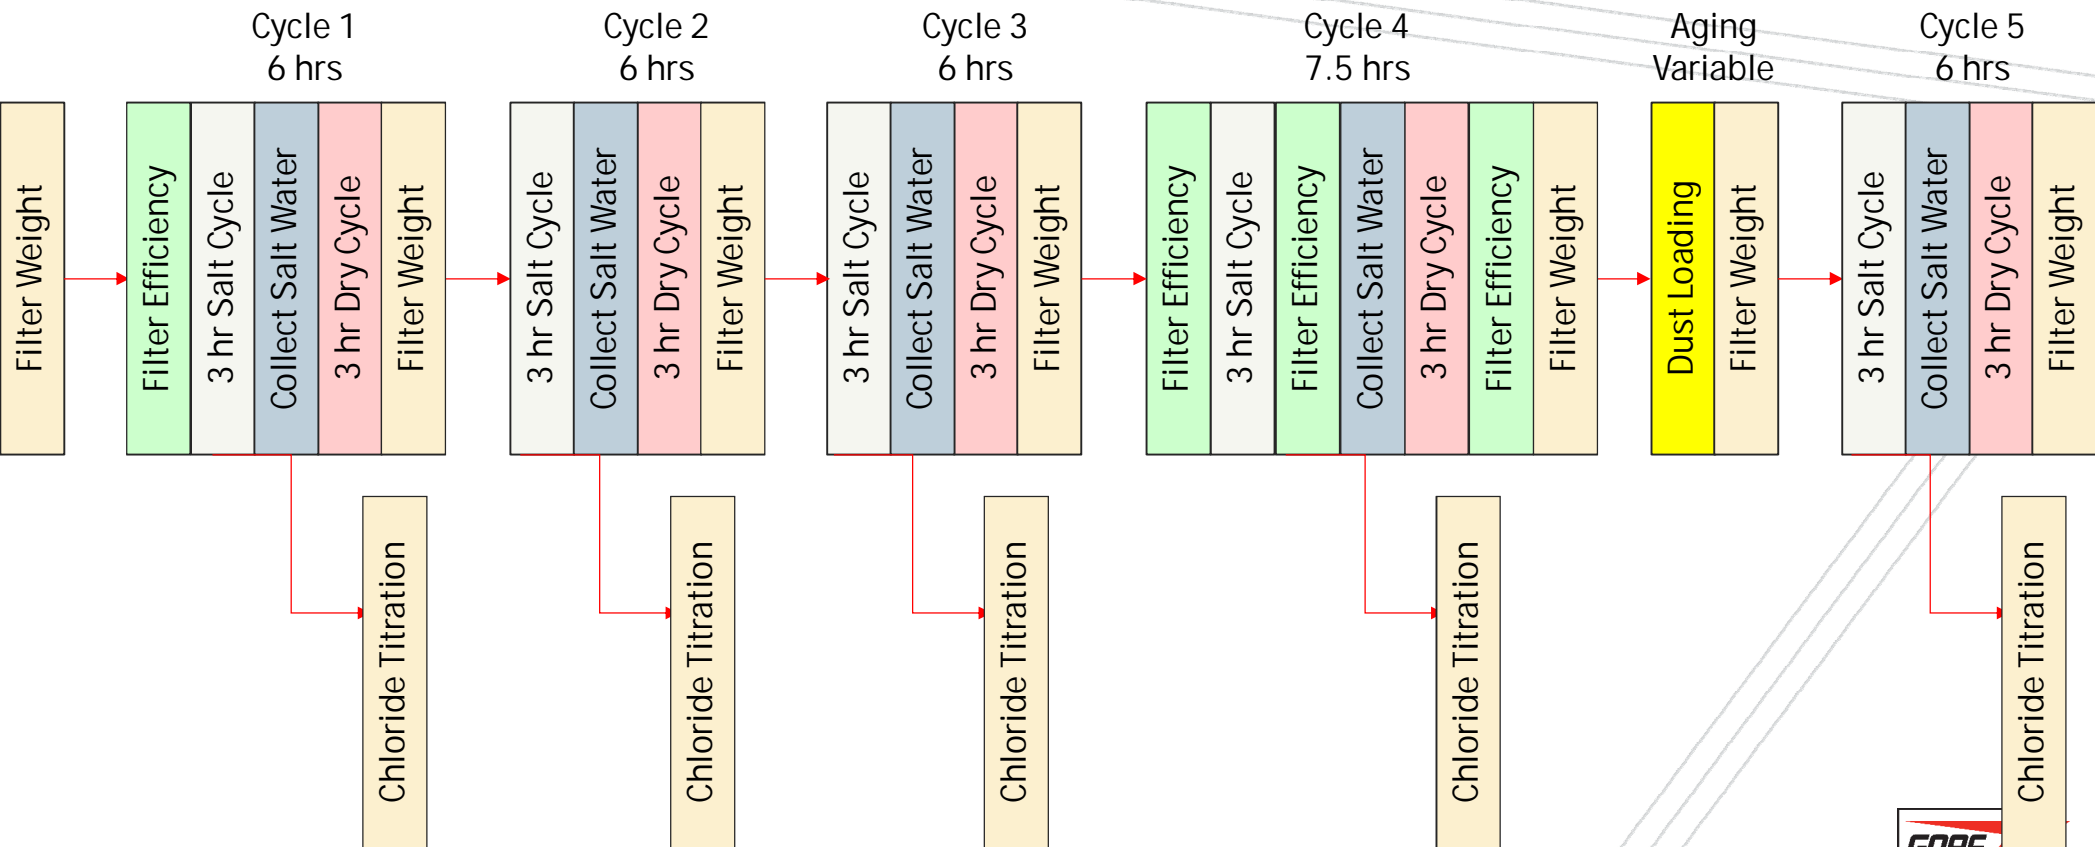 Cycle 1
6 hrs
Cycle 2
6 hrs
Cycle 3
6 hrs
Cycle 4
7.5 hrs
Aging
Variable
Cycle 5
6 hrs
Filter Weight
Filter Efficiency
3 hr Salt Cycle
Collect Salt Water
3 hr Dry Cycle
Filter Weight
3 hr Salt Cycle
Collect Salt Water
3 hr Dry Cycle
Filter Weight
3 hr Salt Cycle
Collect Salt Water
3 hr Dry Cycle
Filter Weight
Filter Efficiency
3 hr Salt Cycle
Filter Efficiency
Collect Salt Water
3 hr Dry Cycle
Filter Efficiency
Filter Weight
Dust Loading
Filter Weight
3 hr Salt Cycle
Collect Salt Water
3 hr Dry Cycle
Filter Weight
Chloride Titration
Chloride Titration
Chloride Titration
Chloride Titration
Chloride Titration
GORE